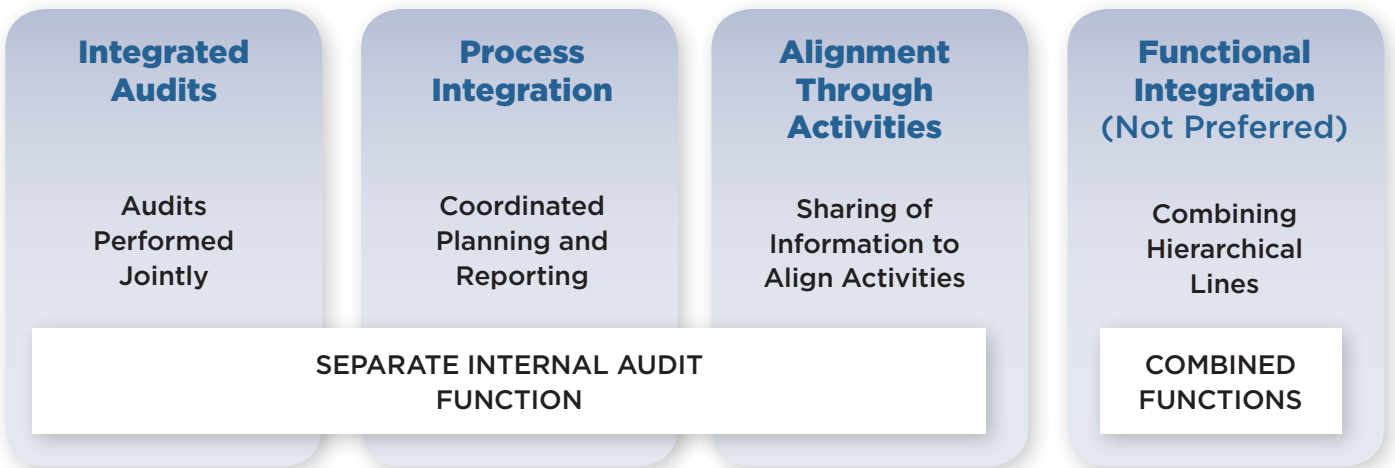 Integrated
Audits
Audits
Performed
Jointly
Process
Integration
Coordinated
Planning and
Reporting
Alignment
Through
Activities
Sharing of
Information to
Align Activities
SEPARATE INTERNAL AUDIT
FUNCTION
Functional
Integration
(Not Preferred)
Combining
Hierarchical
Lines
COMBINED
FUNCTIONS